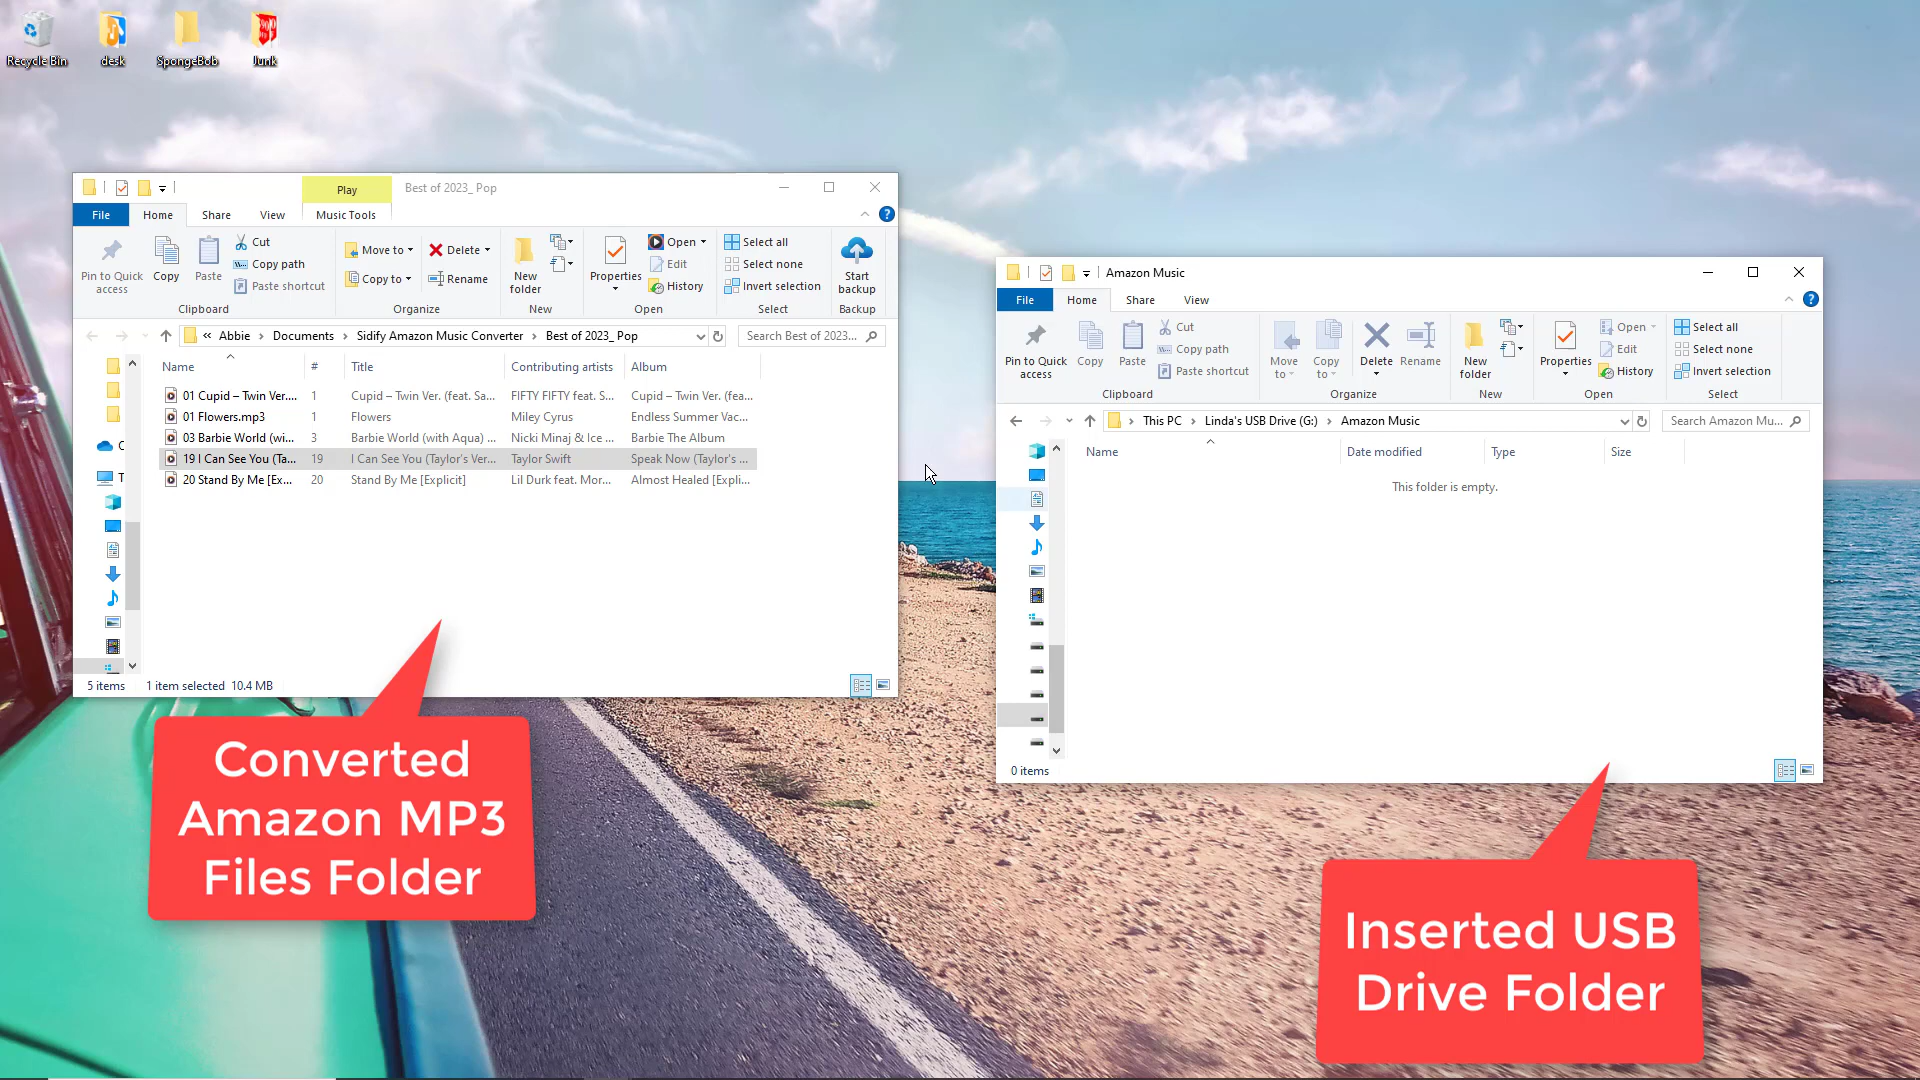 Recycle Bin
desk
SpongeBob
Junk
Play
Best of 2023_ Pop
File
Home
Share
View
Music Tools
Pin to Quick
access
Copy
Paste
Cut
Copy path
Paste shortcut
Clipboard
Move to
Copy to
Delete
Rename
Organize
New
folder
New
Properties
Open
Edit
History
Open
Select all
Select none
Invert selection
Select
Start
backup
Backup
« Abbie > Documents > Sidify Amazon Music Converter > Best of 2023_ Pop
Search Best of 2023...
Name # Title Contributing artists Album
01 Cupid – Twin Ver.... 1 Cupid – Twin Ver. (feat. Sa... FIFTY FIFTY feat. S... Cupid – Twin Ver. (fea...
01 Flowers.mp3 1 Flowers Miley Cyrus Endless Summer Vac...
03 Barbie World (wi... 3 Barbie World (with Aqua) ... Nicki Minaj & Ice ... Barbie The Album
19 I Can See You (Ta... 19 I Can See You (Taylor's Ver... Taylor Swift Speak Now (Taylor's ...
20 Stand By Me [Ex... 20 Stand By Me [Explicit] Lil Durk feat. Mor... Almost Healed [Expli...
5 items 1 item selected 10.4 MB
Converted
Amazon MP3
Files Folder
Amazon Music
File
Home
Share
View
Pin to Quick
access
Copy
Paste
Cut
Copy path
Paste shortcut
Clipboard
Move
to
Copy
to
Delete
Rename
Organize
New
folder
New
Properties
Open
Edit
History
Open
Select all
Select none
Invert selection
Select
> This PC > Linda's USB Drive (G:) > Amazon Music
Search Amazon Mu...
Name Date modified Type Size
This folder is empty.
0 items
Inserted USB
Drive Folder